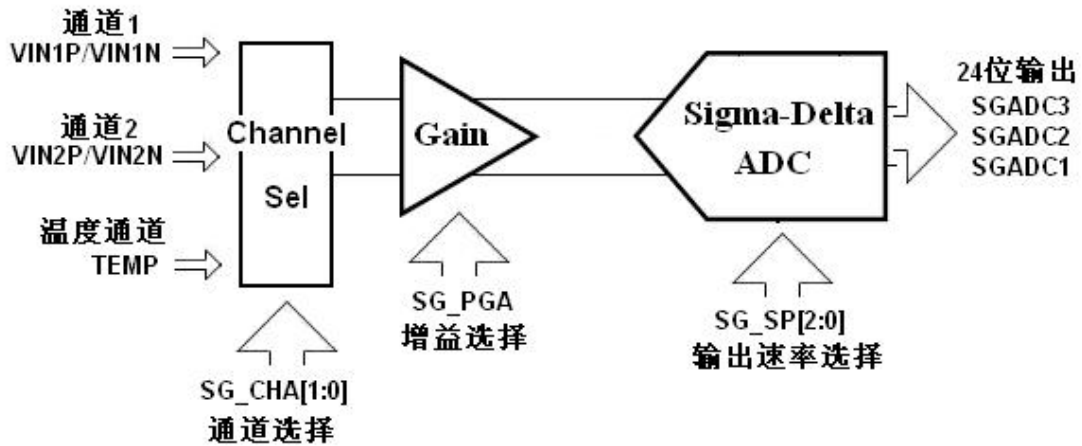 通道1
VIN1P/VIN1N
通道2
VIN2P/VIN2N
温度通道
TEMP
Channel
Sel
SG_CHA[1:0]
通道选择
Gain
SG_PGA
增益选择
Sigma-Delta
ADC
SG_SP[2:0]
输出速率选择
24位输出
SGADC3
SGADC2
SGADC1